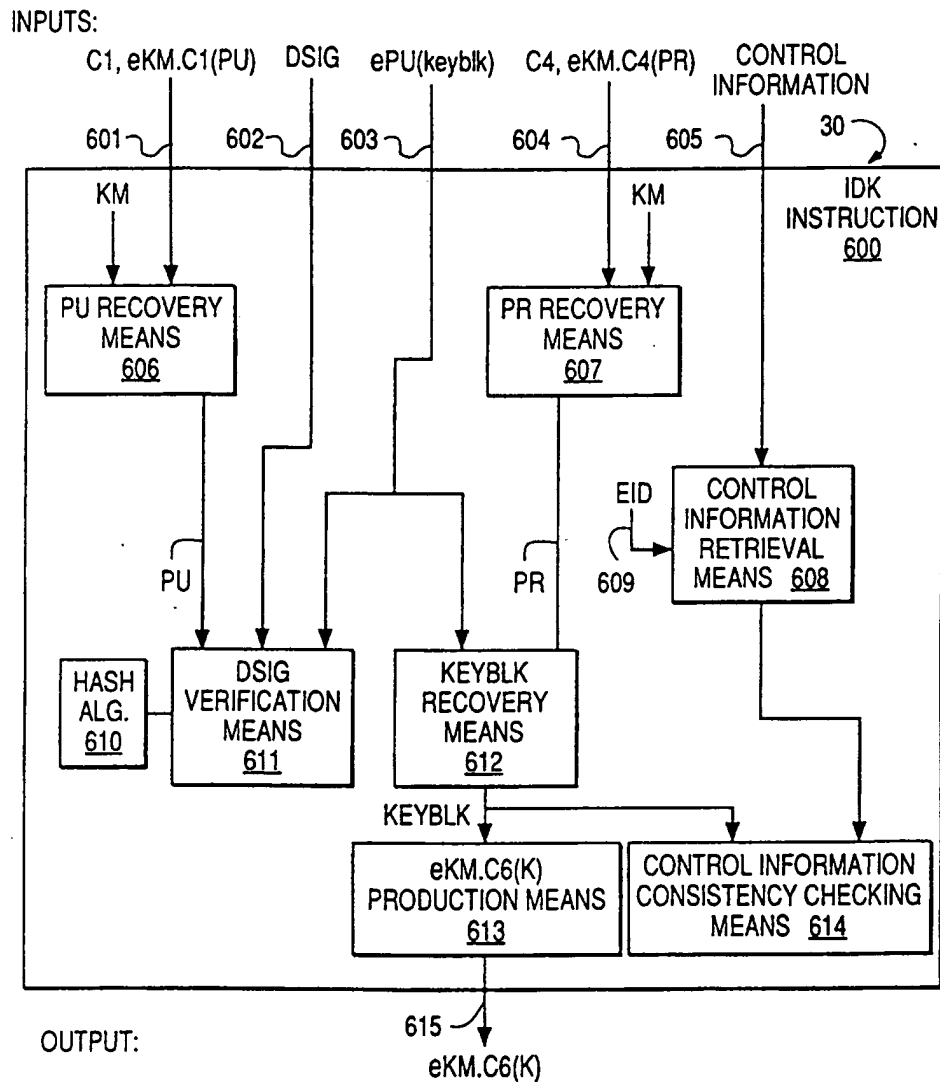 INPUTS:
C1, eKM.C1(PU)
DSIG
ePU(keyblk)
C4, eKM.C4(PR)
CONTROL
INFORMATION
601
602
603
604
605
30
IDK
INSTRUCTION
600
KM
KM
PU RECOVERY
MEANS
606
PR RECOVERY
MEANS
607
EID
609
CONTROL
INFORMATION
RETRIEVAL
MEANS 608
PU
PR
HASH
ALG.
610
DSIG
VERIFICATION
MEANS
611
KEYBLK
RECOVERY
MEANS
612
KEYBLK
eKM.C6(K)
PRODUCTION MEANS
613
CONTROL INFORMATION
CONSISTENCY CHECKING
MEANS 614
615
OUTPUT:
eKM.C6(K)